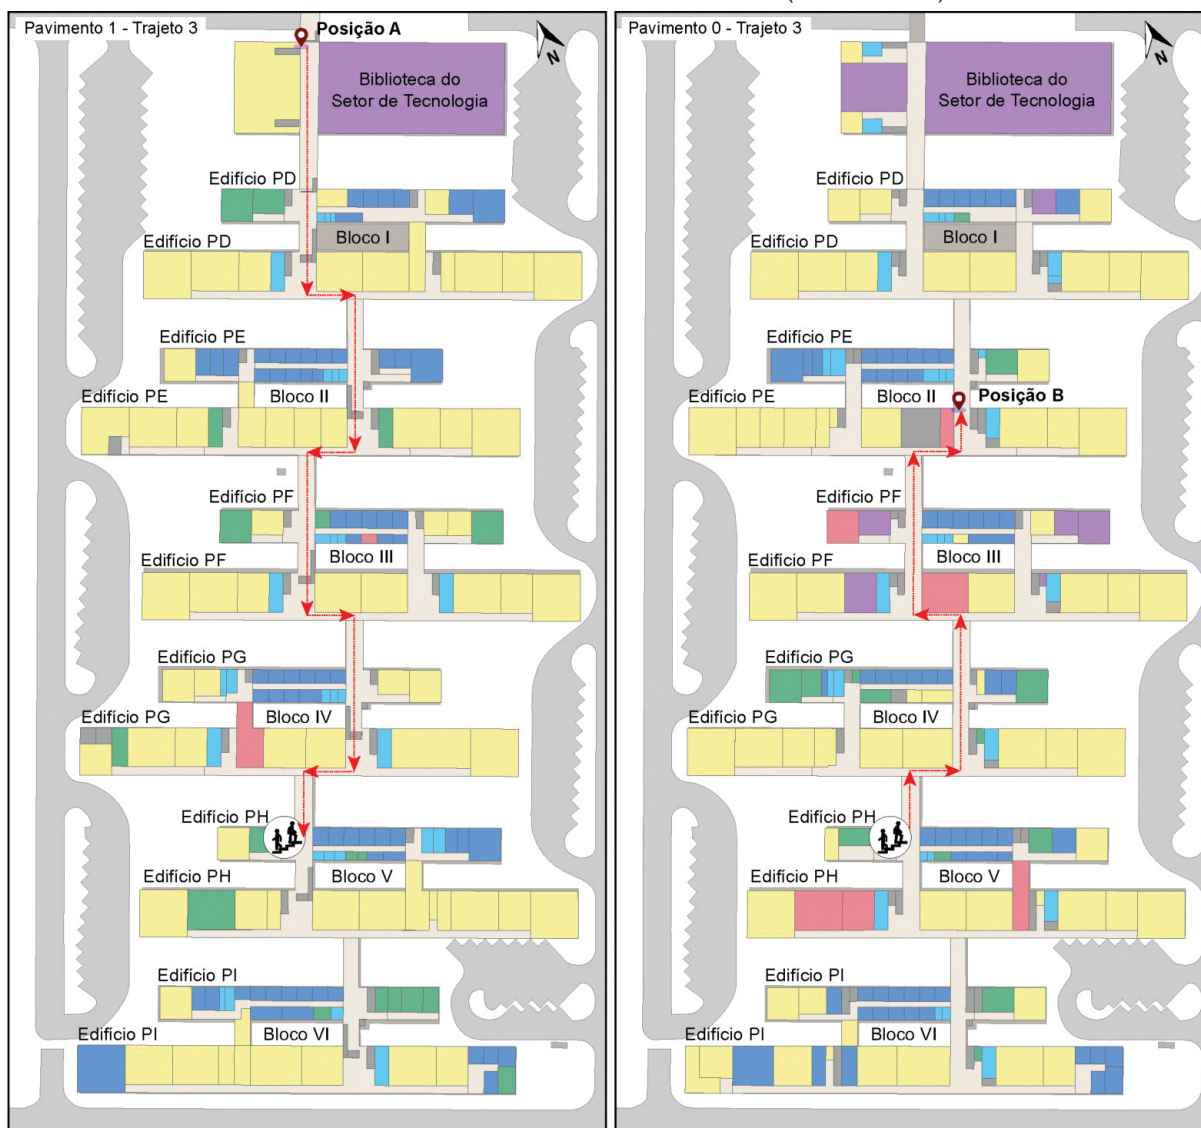 Pavimento 1 - Trajeto 3
Posição A
N
Biblioteca do
Setor de Tecnologia
Edifício PD
Bloco I
Edifício PD
Edifício PE
Bloco II
Edifício PE
Edifício PF
Bloco III
Edifício PF
Edifício PG
Bloco IV
Edifício PG
Edifício PH
Bloco V
Edifício PH
Edifício PI
Bloco VI
Edifício PI
Pavimento 0 - Trajeto 3
N
Biblioteca do
Setor de Tecnologia
Edifício PD
Bloco I
Edifício PD
Edifício PE
Posição B
Bloco II
Edifício PE
Edifício PF
Bloco III
Edifício PF
Edifício PG
Bloco IV
Edifício PG
Edifício PH
Bloco V
Edifício PH
Edifício PI
Bloco VI
Edifício PI